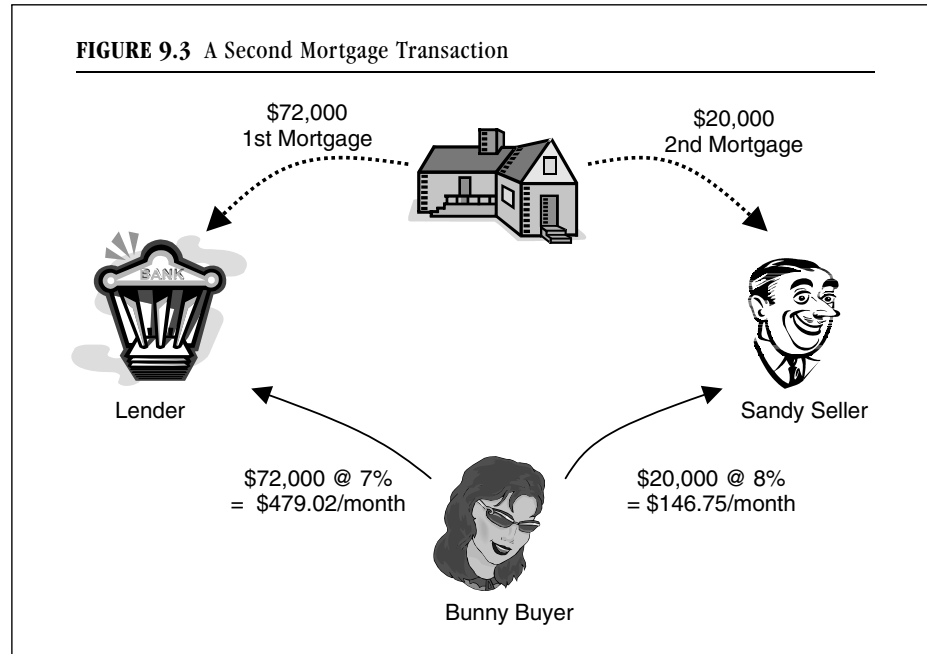 FIGURE 9.3 A Second Mortgage Transaction
$72,000
1st Mortgage
$20,000
2nd Mortgage
BANK
Lender
Sandy Seller
$72,000 @ 7%
= $479.02/month
$20,000 @ 8%
= $146.75/month
Bunny Buyer